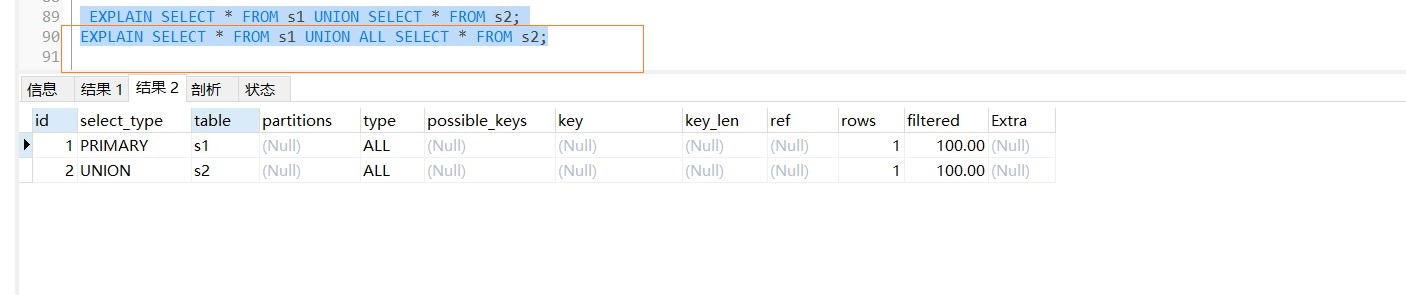 89 EXPLAIN SELECT * FROM s1 UNION SELECT * FROM s2;
90 EXPLAIN SELECT * FROM s1 UNION ALL SELECT * FROM s2;
91
信息 结果 1 结果 2 剖析 状态
id select_type table partitions type possible_keys key key_len ref rows filtered Extra
1 PRIMARY s1 (Null) ALL (Null) (Null) (Null) (Null) 1 100.00 (Null)
2 UNION s2 (Null) ALL (Null) (Null) (Null) (Null) 1 100.00 (Null)